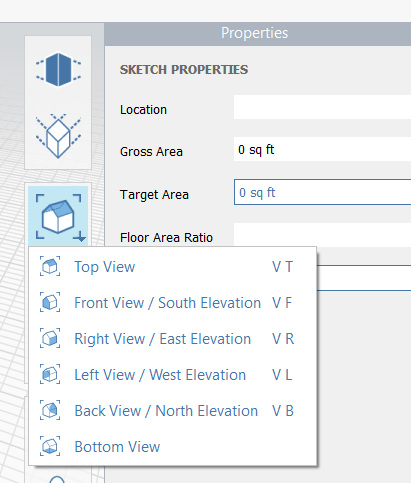 Properties
SKETCH PROPERTIES
Location
Gross Area 0 sq ft
Target Area 0 sq ft
Floor Area Ratio
Top View V T
Front View / South Elevation V F
Right View / East Elevation V R
Left View / West Elevation V L
Back View / North Elevation V B
Bottom View